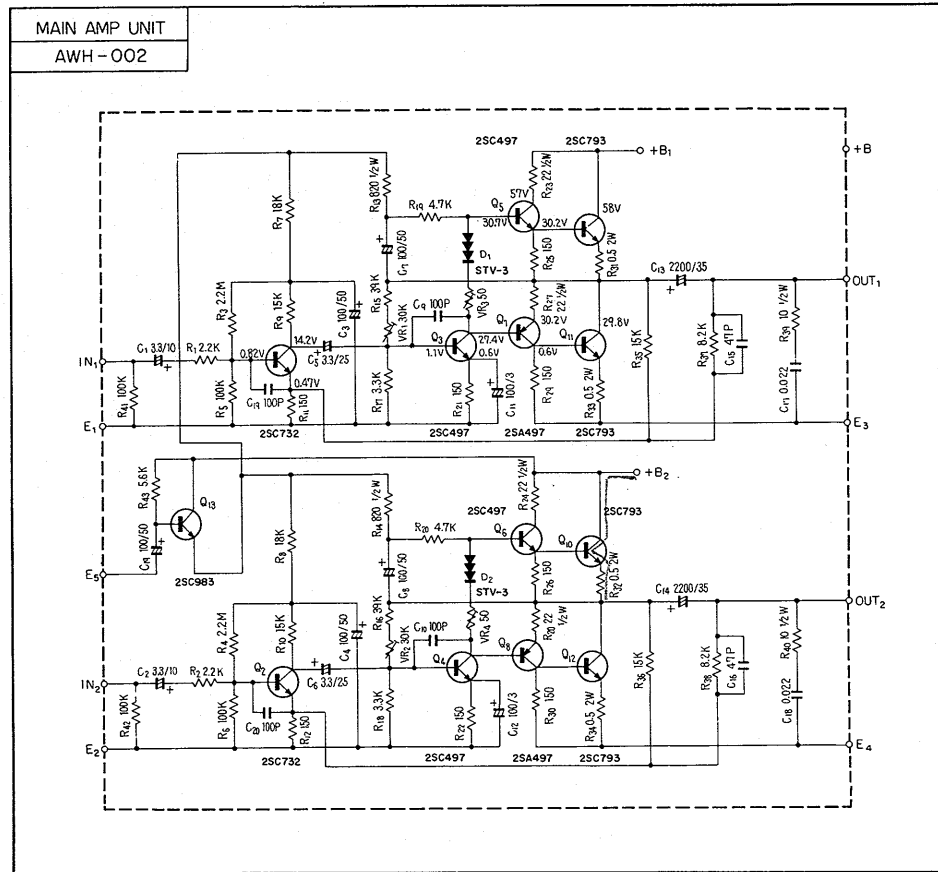 MAIN AMP UNIT
AWH-002
2SC497 2SC793
+B₁
+B
R₂₃ 22 ½W
57V
Q₅
R₁₃ 820 ½W
R₁₉ 4.7K
R₇ 18K
58V
30.7V
30.2V
C₇ 100/50
D₁
STV-3
R₂₅ 150
R₃₁ 0.5 2W
C₁₃ 2200/35
OUT₁
R₃ 2.2M
R₉ 15K
C₃ 100/50
R₁₅ 39K
VR₁ 30K
C₉ 100P
VR₃ 50
R₂₇ 22 ½W
Q₇
30.2V
29.8V
R₃₇ 8.2K
C₁₅ 47P
R₃₉ 10 ½W
14.2V
Q₃
27.4V
Q₁₁
R₃₅ 15K
IN₁
C₁ 3.3/10
R₁ 2.2K
0.82V
C₅ 3.3/25
1.1V
0.6V
0.6V
R₄₁ 100K
R₅ 100K
C₁₉ 100P
0.47V
R₁₁ 150
R₁₇ 3.3K
R₂₁ 150
C₁₁ 100/3
R₂₉ 150
R₃₃ 0.5 2W
C₁₇ 0.022
E₁
E₃
2SC732
2SC497
2SA497
2SC793
+B₂
R₄₃ 5.6K
Q₁₃
R₂₄ 22 ½W
2SC497
2SC793
R₁₄ 820 ½W
R₂₀ 4.7K
Q₆
C₁₉ 100/50
R₈ 18K
Q₁₀
E₅
2SC983
C₈ 100/50
D₂
STV-3
R₂₆ 150
R₃₂ 0.5 2W
C₁₄ 2200/35
OUT₂
R₄ 2.2M
R₁₀ 15K
C₄ 100/50
R₁₆ 39K
VR₂ 30K
C₁₀ 100P
VR₄ 50
R₂₀ 22 ½W
R₃₈ 8.2K
C₁₆ 47P
R₄₀ 10 ½W
Q₂
Q₄
Q₈
Q₁₂
R₃₆ 15K
IN₂
C₂ 3.3/10
R₂ 2.2K
C₆ 3.3/25
R₄₂ 100K
R₆ 100K
C₂₀ 100P
R₁₂ 150
R₁₈ 3.3K
R₂₂ 150
C₁₂ 100/3
R₃₀ 150
R₃₄ 0.5 2W
C₁₈ 0.022
E₂
E₄
2SC732
2SC497
2SA497
2SC793